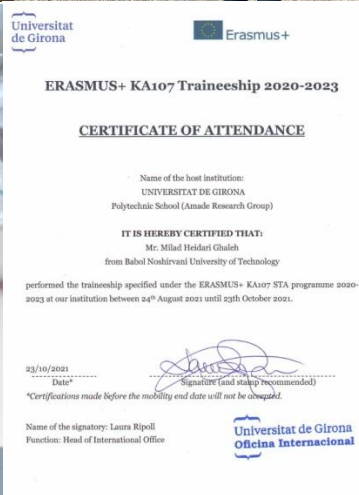 Universitat
de Girona
Erasmus+
ERASMUS+ KA107 Traineeship 2020-2023
CERTIFICATE OF ATTENDANCE
Name of the host institution:
UNIVERSITAT DE GIRONA
Polytechnic School (Amade Research Group)
IT IS HEREBY CERTIFIED THAT:
Mr. Milad Heidari Ghaleh
from Babol Noshirvani University of Technology
performed the traineeship specified under the ERASMUS+ KA107 STA programme 2020-
2023 at our institution between 24th August 2021 until 23th October 2021.
23/10/2021
Date*
Signature (and stamp recommended)
*Certifications made before the mobility end date will not be accepted.
Name of the signatory: Laura Ripoll
Function: Head of International Office
Universitat de Girona
Oficina Internacional